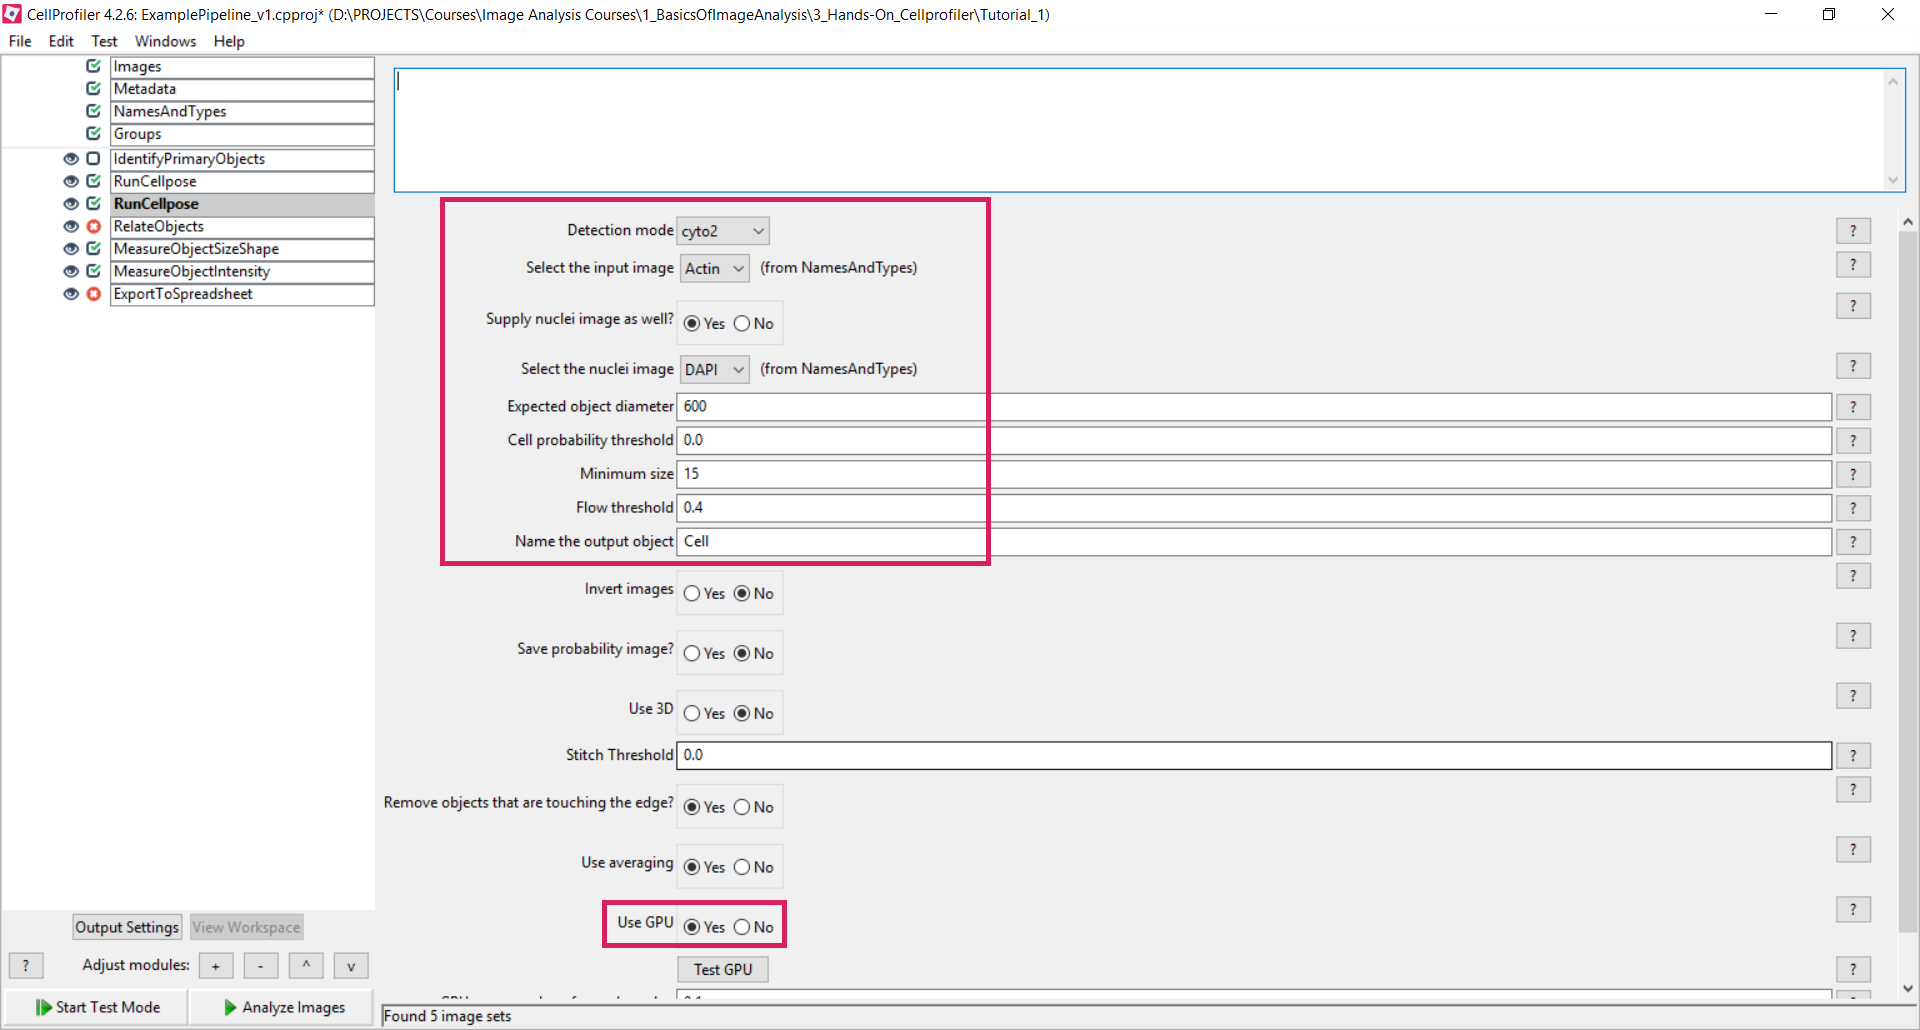 CellProfiler 4.2.6: ExamplePipeline_v1.cpproj* (D:\PROJECTS\Courses\Image Analysis Courses\1_BasicsOfImageAnalysis\3_Hands-On_Cellprofiler\Tutorial_1)
File Edit Test Windows Help
Images
Metadata
NamesAndTypes
Groups
IdentifyPrimaryObjects
RunCellpose
RunCellpose
RelateObjects
MeasureObjectSizeShape
MeasureObjectIntensity
ExportToSpreadsheet
Output Settings View Workspace
? Adjust modules: + - ^ v
Start Test Mode Analyze Images
Detection mode cyto2 ?
Select the input image Actin (from NamesAndTypes) ?
Supply nuclei image as well? Yes No ?
Select the nuclei image DAPI (from NamesAndTypes) ?
Expected object diameter 600 ?
Cell probability threshold 0.0 ?
Minimum size 15 ?
Flow threshold 0.4 ?
Name the output object Cell ?
Invert images Yes No ?
Save probability image? Yes No ?
Use 3D Yes No ?
Stitch Threshold 0.0 ?
Remove objects that are touching the edge? Yes No ?
Use averaging Yes No ?
Use GPU Yes No ?
Test GPU ?
Found 5 image sets